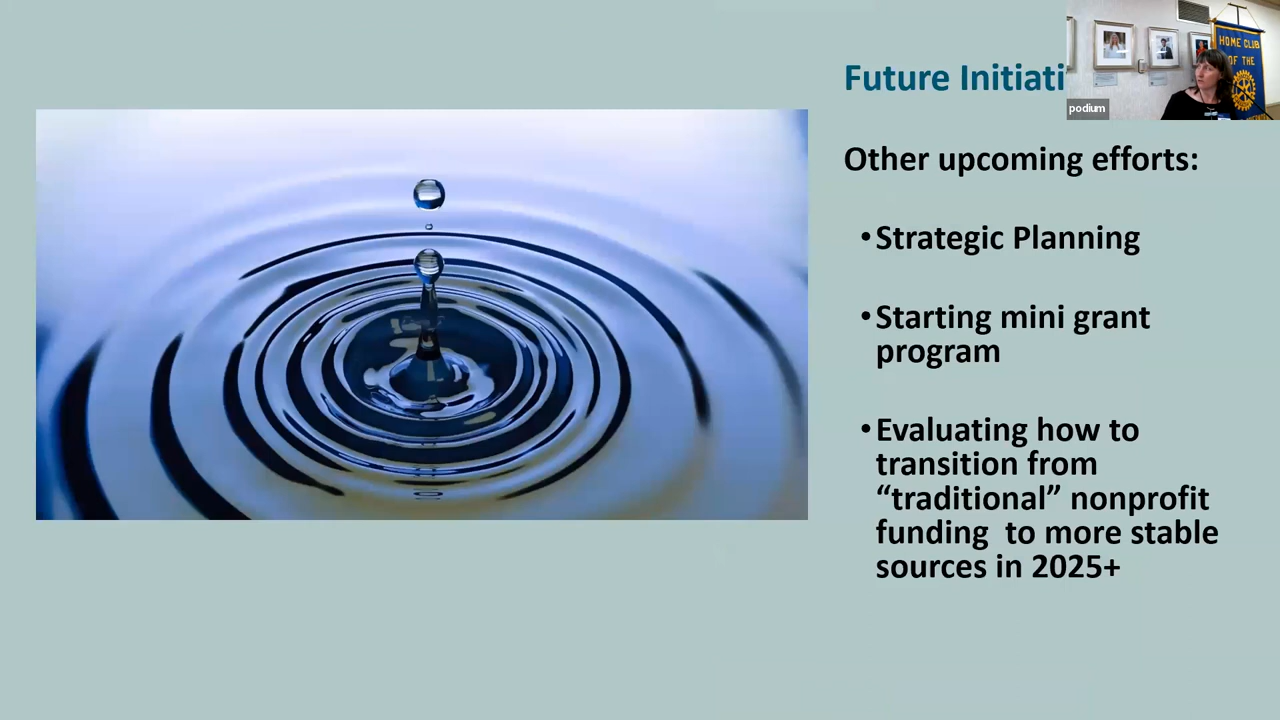 Future Initiati
HOME CLUB
OF THE
podium
Other upcoming efforts:
•Strategic Planning
•Starting mini grant
program
•Evaluating how to
transition from
“traditional” nonprofit
funding  to more stable
sources in 2025+